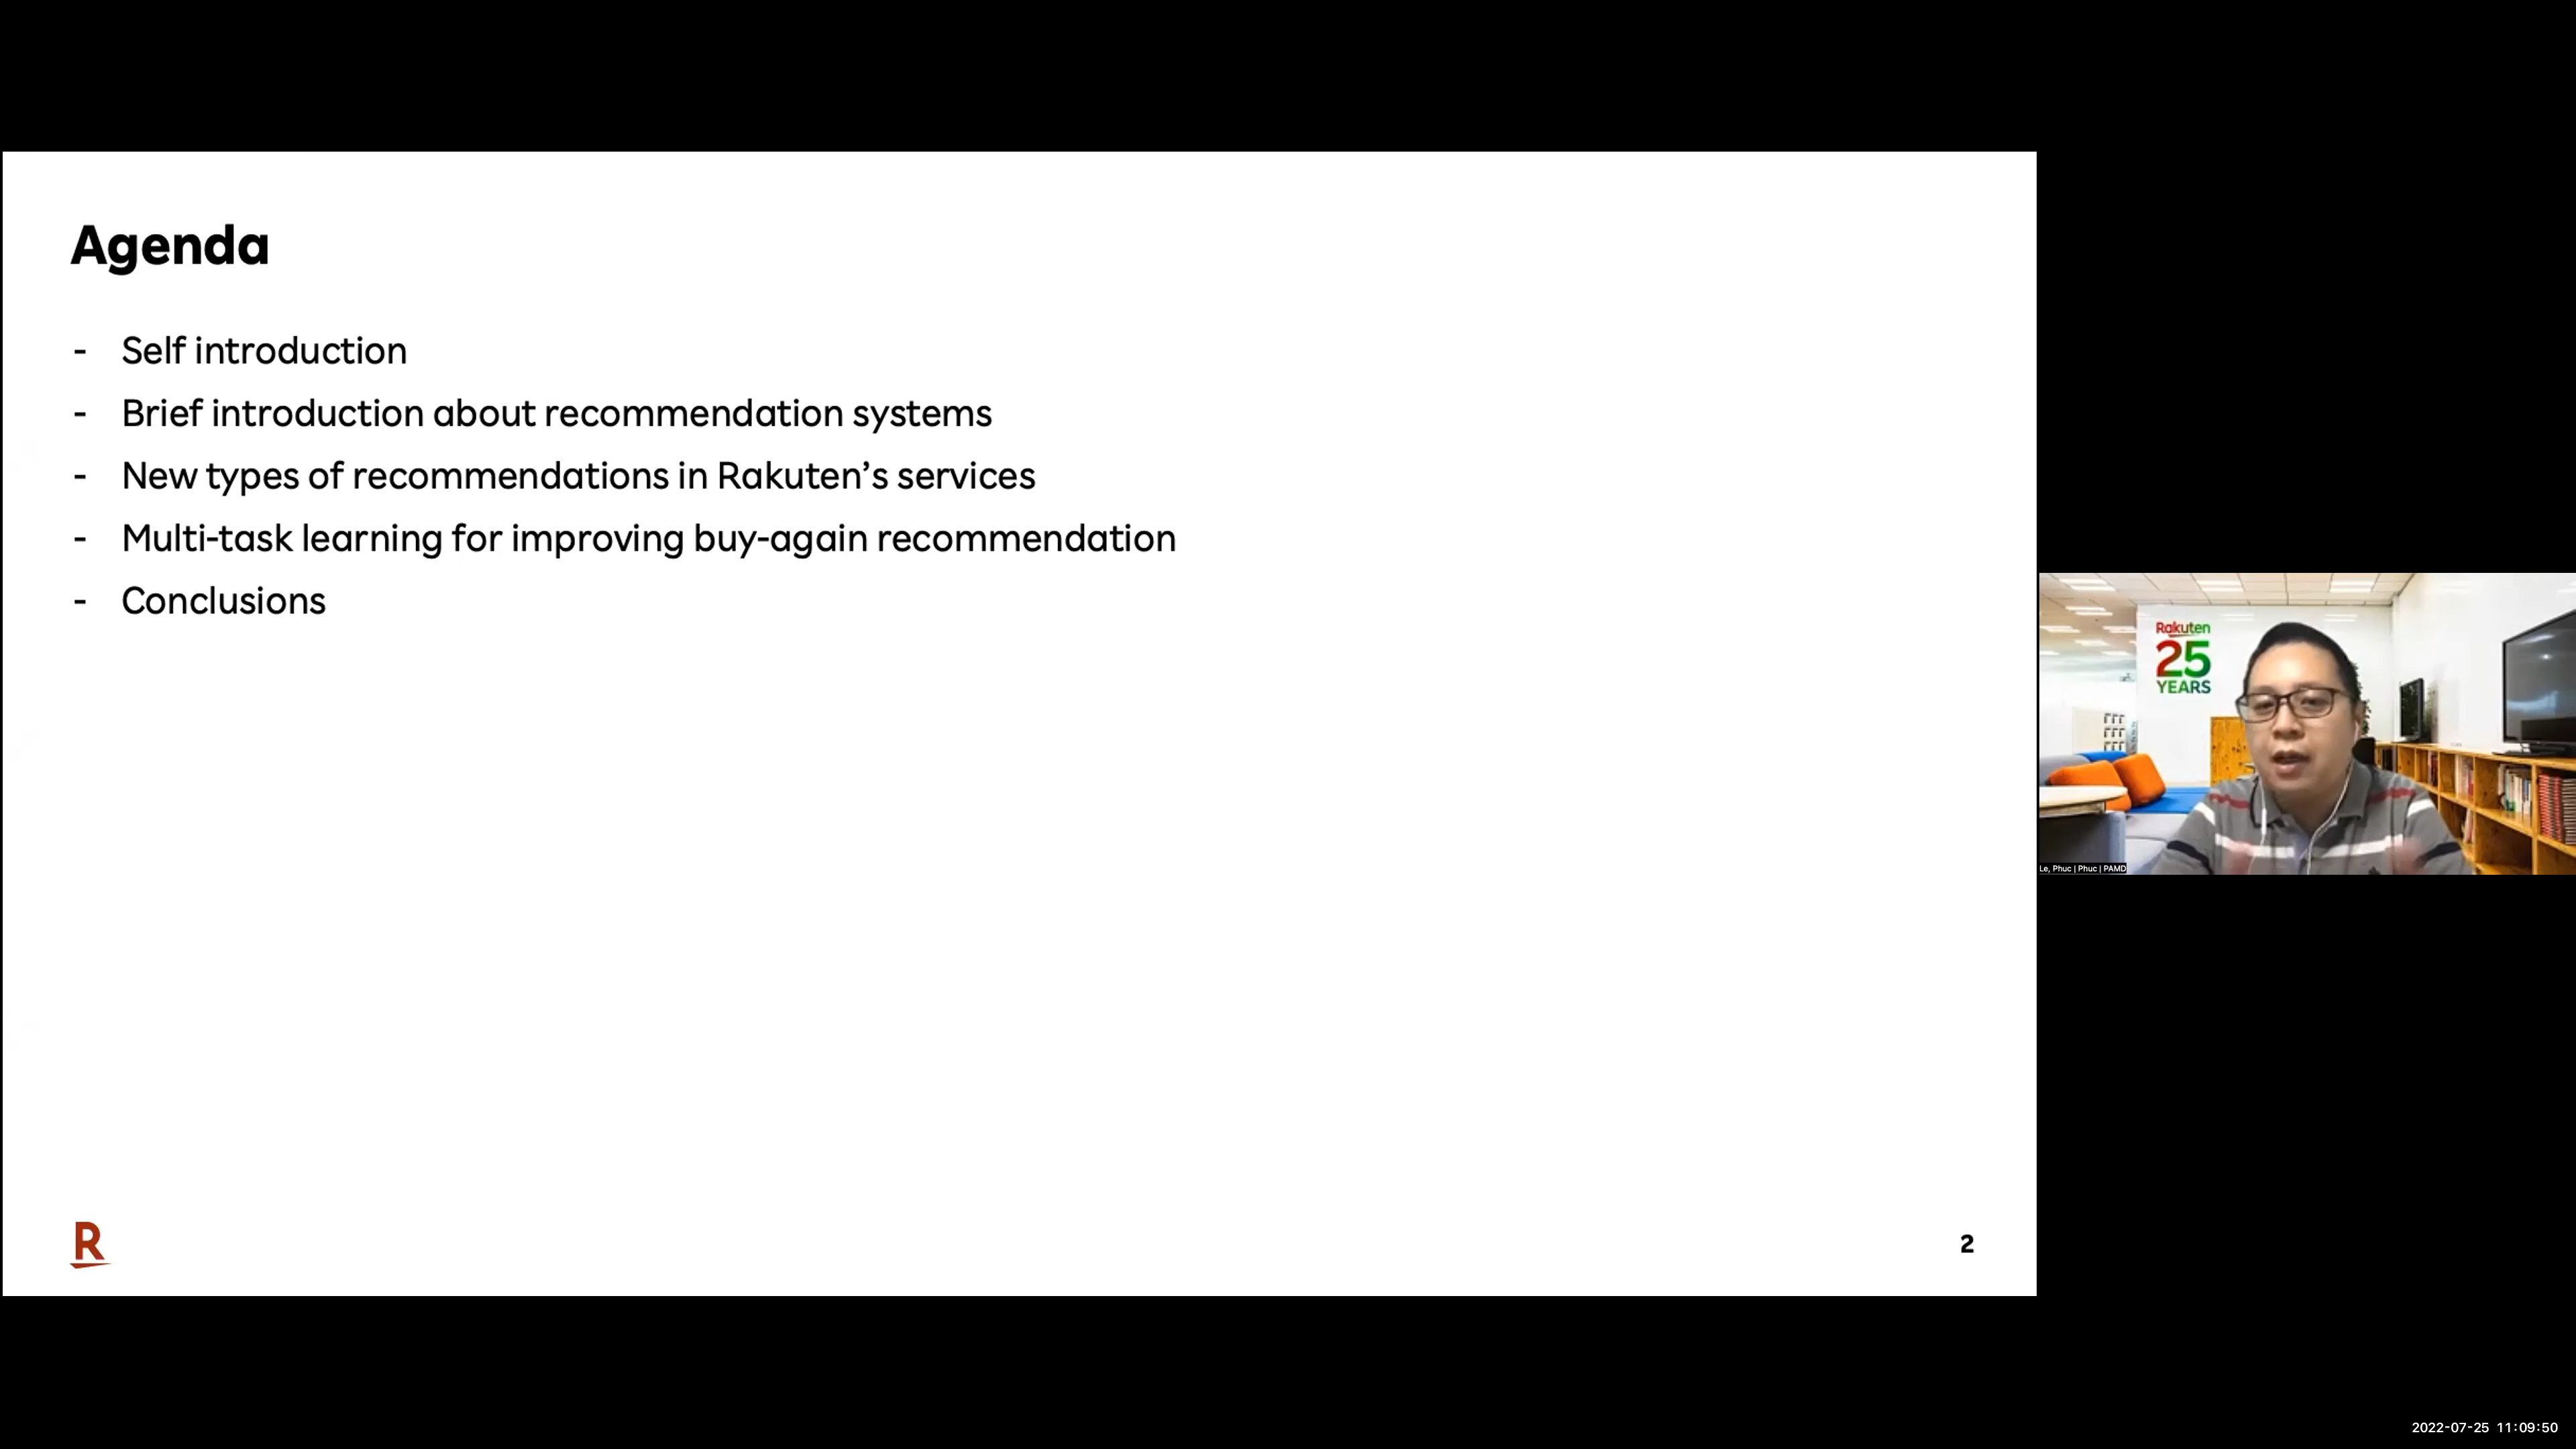 Agenda
- Self introduction
- Brief introduction about recommendation systems
- New types of recommendations in Rakuten’s services
- Multi-task learning for improving buy-again recommendation
- Conclusions
R
2
Rakuten
25
YEARS
Le, Phuc | Phuc | PAMD
2022-07-25 11:09:50